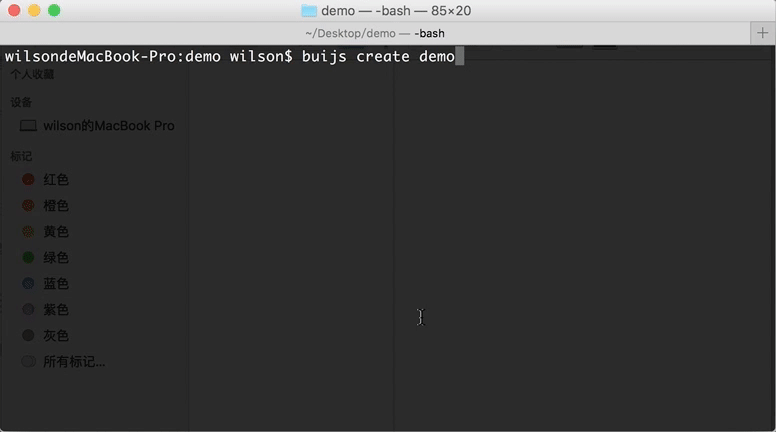 demo — -bash — 85×20
~/Desktop/demo — -bash
wilsondeMacBook-Pro:demo wilson$ buijs create demo
个人收藏
设备
wilson的MacBook Pro
标记
红色
橙色
黄色
绿色
蓝色
紫色
灰色
所有标记...